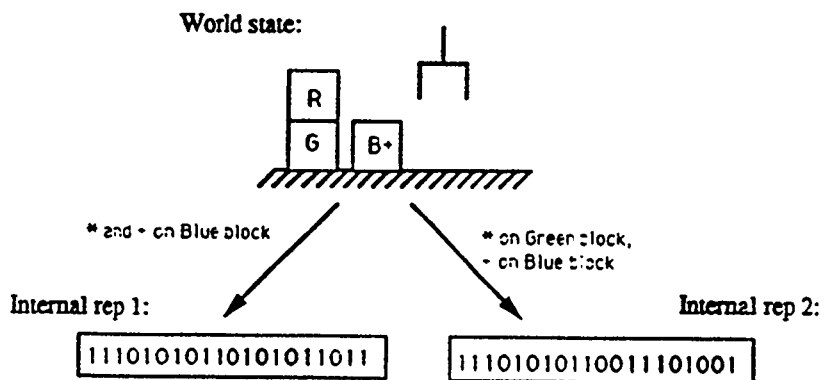 World state:
R
G
B+
* and + on Blue block
* on Green block,
+ on Blue block
Internal rep 1:
Internal rep 2:
11101010110101011011
11101010110011101001